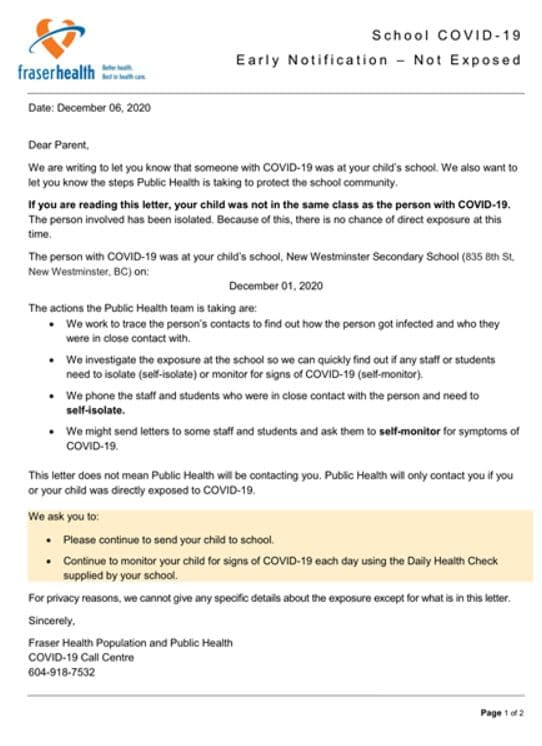 School COVID-19
Early Notification – Not Exposed
fraserhealth
Better health.
Best in health care.
Date: December 06, 2020
Dear Parent,
We are writing to let you know that someone with COVID-19 was at your child's school. We also want to
let you know the steps Public Health is taking to protect the school community.
If you are reading this letter, your child was not in the same class as the person with COVID-19.
The person involved has been isolated. Because of this, there is no chance of direct exposure at this
time.
The person with COVID-19 was at your child's school, New Westminster Secondary School (835 8th St,
New Westminster, BC) on:
December 01, 2020
The actions the Public Health team is taking are:
• We work to trace the person's contacts to find out how the person got infected and who they
were in close contact with.
• We investigate the exposure at the school so we can quickly find out if any staff or students
need to isolate (self-isolate) or monitor for signs of COVID-19 (self-monitor).
• We phone the staff and students who were in close contact with the person and need to
self-isolate.
• We might send letters to some staff and students and ask them to self-monitor for symptoms of
COVID-19.
This letter does not mean Public Health will be contacting you. Public Health will only contact you if you
or your child was directly exposed to COVID-19.
We ask you to:
• Please continue to send your child to school.
• Continue to monitor your child for signs of COVID-19 each day using the Daily Health Check
supplied by your school.
For privacy reasons, we cannot give any specific details about the exposure except for what is in this letter.
Sincerely,
Fraser Health Population and Public Health
COVID-19 Call Centre
604-918-7532
Page 1 of 2